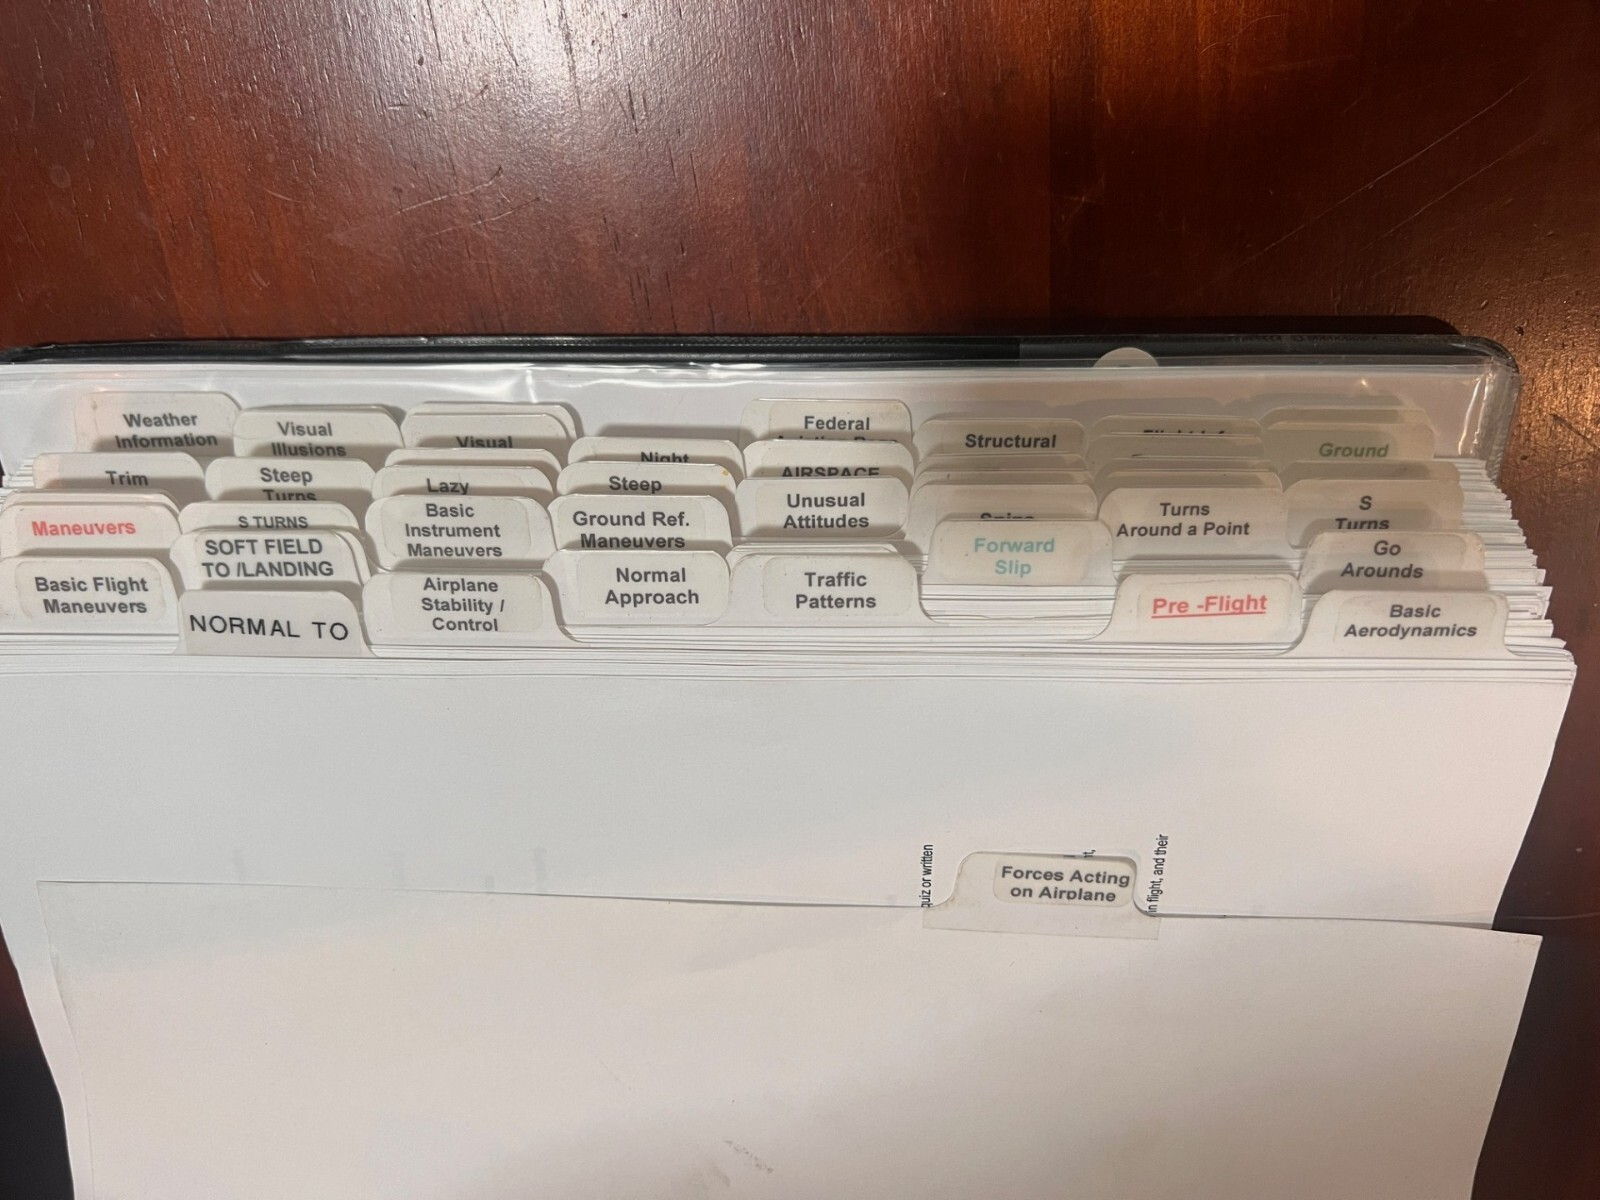 Weather
Information
Visual
Illusions
Visual
Night
Federal
AIRSPACE
Structural
Ground
Trim
Steep
Turns
Lazy
Steep
Unusual
Attitudes
Turns
Around a Point
S
Turns
Maneuvers
S TURNS
Basic
Instrument
Maneuvers
Ground Ref.
Maneuvers
Forward
Slip
Go
Arounds
SOFT FIELD
TO /LANDING
Basic Flight
Maneuvers
NORMAL TO
Airplane
Stability /
Control
Normal
Approach
Traffic
Patterns
Pre -Flight
Basic
Aerodynamics
quiz or written
Forces Acting
on Airplane
in flight, and their